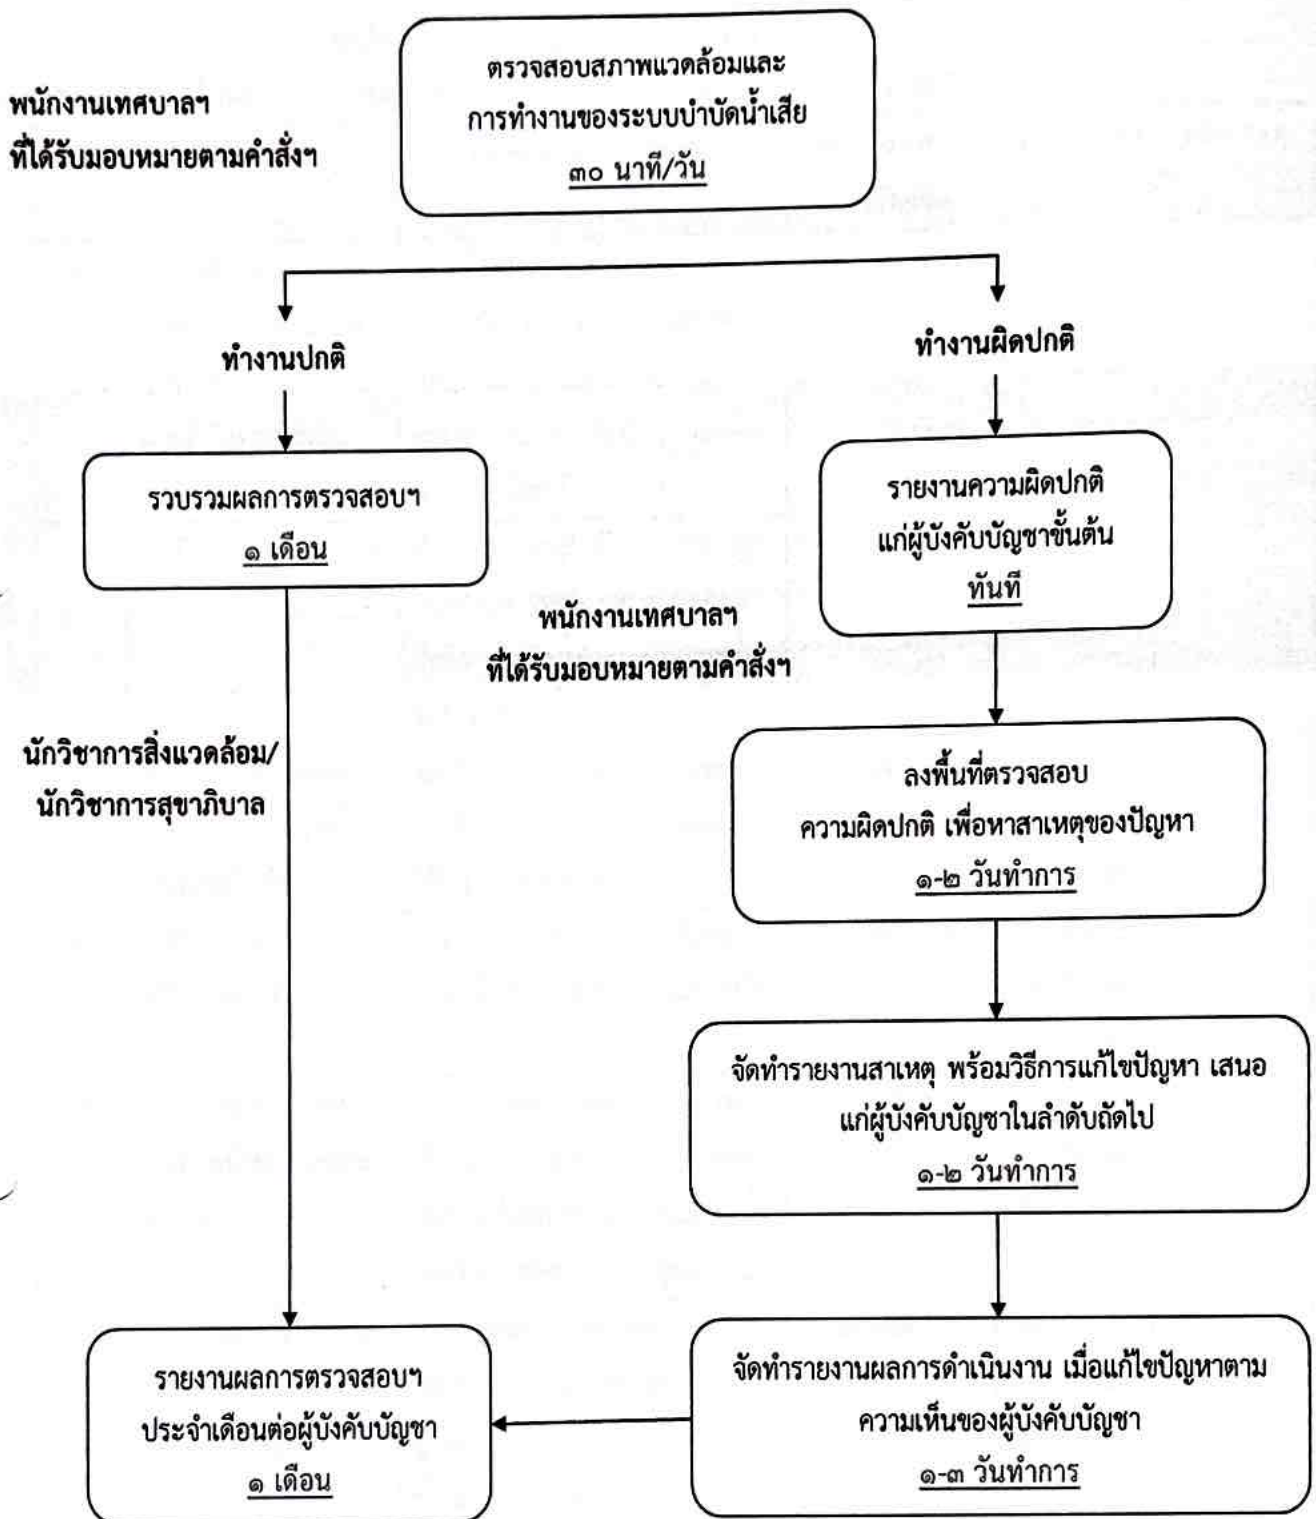 พนักงานเทศบาลฯ
ที่ได้รับมอบหมายตามคำสั่งฯ
ตรวจสอบสภาพแวดล้อมและ
การทำงานของระบบบำบัดน้ำเสีย
๓๐ นาที/วัน
ทำงานปกติ
ทำงานผิดปกติ
รวบรวมผลการตรวจสอบฯ
๑ เดือน
รายงานความผิดปกติ
แก่ผู้บังคับบัญชาขั้นต้น
ทันที
พนักงานเทศบาลฯ
ที่ได้รับมอบหมายตามคำสั่งฯ
นักวิชาการสิ่งแวดล้อม/
นักวิชาการสุขาภิบาล
ลงพื้นที่ตรวจสอบ
ความผิดปกติ เพื่อหาสาเหตุของปัญหา
๑-๒ วันทำการ
จัดทำรายงานสาเหตุ พร้อมวิธีการแก้ไขปัญหา เสนอ
แก่ผู้บังคับบัญชาในลำดับถัดไป
๑-๒ วันทำการ
รายงานผลการตรวจสอบฯ
ประจำเดือนต่อผู้บังคับบัญชา
๑ เดือน
จัดทำรายงานผลการดำเนินงาน เมื่อแก้ไขปัญหาตาม
ความเห็นของผู้บังคับบัญชา
๑-๓ วันทำการ